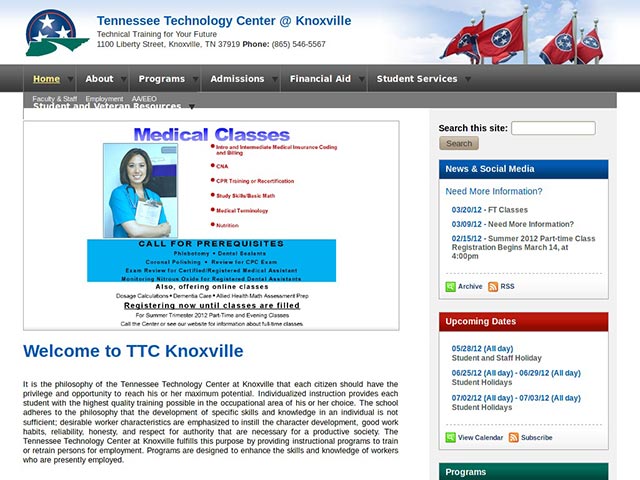 Tennessee Technology Center @ Knoxville
Technical Training for Your Future
1100 Liberty Street, Knoxville, TN 37919 Phone: (865) 546-5567
Home About Programs Admissions Financial Aid Student Services
Faculty & Staff Employment AA/EEO
Student and Veteran Resources
Medical Classes
Intro and Intermediate Medical Insurance Coding
and Billing
CNA
CPR Training or Recertification
Study Skills/Basic Math
Medical Terminology
Nutrition
CALL FOR PREREQUISITES
Phlebotomy • Dental Sealants
Coronal Polishing • Review for CPC Exam
Exam Review for Certified/Registered Medical Assistant
Monitoring Nitrous Oxide for Registered Dental Assistants
Also, offering online classes
Dosage Calculations • Dementia Care • Allied Health Math Assessment Prep
Registering now until classes are filled
For Summer Trimester 2012 Part-Time and Evening Classes
Call the Center or see our website for information about full-time classes.
Welcome to TTC Knoxville
It is the philosophy of the Tennessee Technology Center at Knoxville that each citizen should have the
privilege and opportunity to reach his or her maximum potential. Individualized instruction provides each
student with the highest quality training possible in the occupational area of his or her choice. The school
adheres to the philosophy that the development of specific skills and knowledge in an individual is not
sufficient; desirable worker characteristics are emphasized to instill the character development, good work
habits, reliability, honesty, and respect for authority that are necessary for a productive society. The
Tennessee Technology Center at Knoxville fulfills this purpose by providing instructional programs to train
or retrain persons for employment. Programs are designed to enhance the skills and knowledge of workers
who are presently employed.
Search this site:
Search
News & Social Media
Need More Information?
03/20/12 - FT Classes
03/09/12 - Need More Information?
02/15/12 - Summer 2012 Part-time Class
Registration Begins March 14, at
4:00pm
Archive RSS
Upcoming Dates
05/28/12 (All day)
Student and Staff Holiday
06/25/12 (All day) - 06/29/12 (All day)
Student Holidays
07/02/12 (All day) - 07/03/12 (All day)
Student Holidays
View Calendar Subscribe
Programs